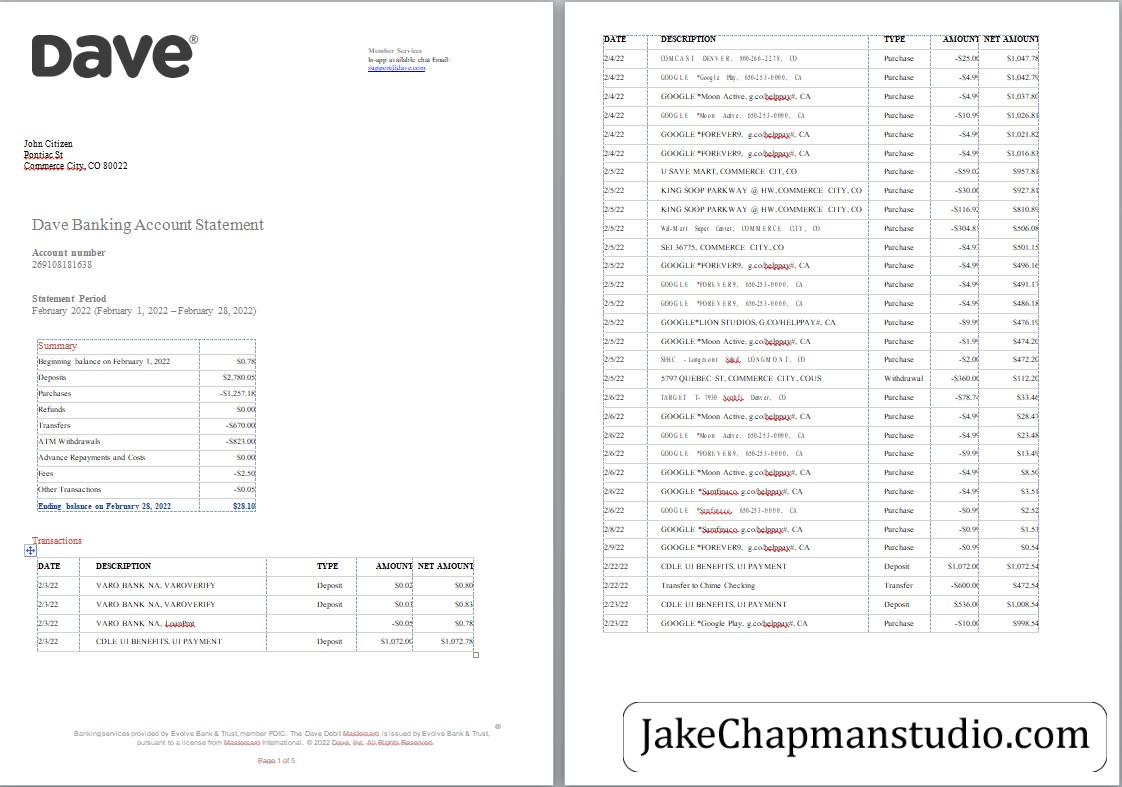 Dave®
Member Services
In-app available chat Email:
support@dave.com
John Citizen
Pontiac St
Commerce City, CO 80022
Dave Banking Account Statement
Account number
269108181638
Statement Period
February 2022 (February 1, 2022 – February 28, 2022)
Summary
Beginning balance on February 1, 2022 $0.78
Deposits $2,780.05
Purchases -$1,257.18
Refunds $0.00
Transfers -$670.00
ATM Withdrawals -$823.00
Advance Repayments and Costs $0.00
Fees -$2.50
Other Transactions -$0.05
Ending balance on February 28, 2022 $28.10
Transactions
DATE DESCRIPTION TYPE AMOUNT NET AMOUNT
2/3/22 VARO BANK NA, VAROVERIFY Deposit $0.02 $0.80
2/3/22 VARO BANK NA, VAROVERIFY Deposit $0.03 $0.83
2/3/22 VARO BANK NA, -$0.05 $0.78
2/3/22 CDLE UI BENEFITS, UI PAYMENT Deposit $1,072.00 $1,072.78
®
Banking services provided by Evolve Bank & Trust, member FDIC. The Dave Debit Mastercard is issued by Evolve Bank & Trust,
pursuant to a license from Mastercard International. © 2022 Dave, Inc. All Rights Reserved.
Page 1 of 5
DATE DESCRIPTION TYPE AMOUNT NET AMOUNT
2/4/22 COMCAST DENVER, 800-266-2278, CO Purchase -$25.00 $1,047.78
2/4/22 GOOGLE *Google Play, 650-253-0000, CA Purchase -$4.99 $1,042.79
2/4/22 GOOGLE *Moon Active, g.co/helppay#, CA Purchase -$4.99 $1,037.80
2/4/22 GOOGLE *Moon Active, 650-253-0000, CA Purchase -$10.99 $1,026.81
2/4/22 GOOGLE *FOREVER9, g.co/helppay#, CA Purchase -$4.99 $1,021.82
2/4/22 GOOGLE *FOREVER9, g.co/helppay#, CA Purchase -$4.99 $1,016.83
2/5/22 U SAVE MART, COMMERCE CIT, CO Purchase -$59.02 $957.81
2/5/22 KING SOOP PARKWAY @ HW, COMMERCE CITY, CO Purchase -$30.00 $927.81
2/5/22 KING SOOP PARKWAY @ HW, COMMERCE CITY, CO Purchase -$116.92 $810.89
2/5/22 Wal-Mart Super Center, COMMERCE CITY, CO Purchase -$304.81 $506.08
2/5/22 SEI 36775, COMMERCE CITY, CO Purchase -$4.93 $501.15
2/5/22 GOOGLE *FOREVER9, g.co/helppay#, CA Purchase -$4.99 $496.16
2/5/22 GOOGLE *FOREVER9, 650-253-0000, CA Purchase -$4.99 $491.17
2/5/22 GOOGLE *FOREVER9, 650-253-0000, CA Purchase -$4.99 $486.18
2/5/22 GOOGLE*LION STUDIOS, G.CO/HELPPAY#, CA Purchase -$9.99 $476.19
2/5/22 GOOGLE *Moon Active, g.co/helppay#, CA Purchase -$1.99 $474.20
2/5/22 SFHC - Longmont LONGMONT, CO Purchase -$2.00 $472.20
2/5/22 5797 QUEBEC ST, COMMERCE CITY, COUS Withdrawal -$360.00 $112.20
2/6/22 TARGET T- 7930 Northfi, Denver, CO Purchase -$78.74 $33.46
2/6/22 GOOGLE *Moon Active, g.co/helppay#, CA Purchase -$4.99 $28.47
2/6/22 GOOGLE *Moon Active, 650-253-0000, CA Purchase -$4.99 $23.48
2/6/22 GOOGLE *FOREVER9, 650-253-0000, CA Purchase -$9.99 $13.49
2/6/22 GOOGLE *Moon Active, g.co/helppay#, CA Purchase -$4.99 $8.50
2/6/22 GOOGLE *Samfinaco, g.co/helppay#, CA Purchase -$4.99 $3.51
2/6/22 GOOGLE *Samfinaco, 650-253-0000, CA Purchase -$0.99 $2.52
2/8/22 GOOGLE *Samfinaco, g.co/helppay#, CA Purchase -$0.99 $1.53
2/9/22 GOOGLE *FOREVER9, g.co/helppay#, CA Purchase -$0.99 $0.54
2/22/22 CDLE UI BENEFITS, UI PAYMENT Deposit $1,072.00 $1,072.54
2/22/22 Transfer to Chime Checking Transfer -$600.00 $472.54
2/23/22 CDLE UI BENEFITS, UI PAYMENT Deposit $536.00 $1,008.54
2/23/22 GOOGLE *Google Play, g.co/helppay#, CA Purchase -$10.00 $998.54
JakeChapmanstudio.com